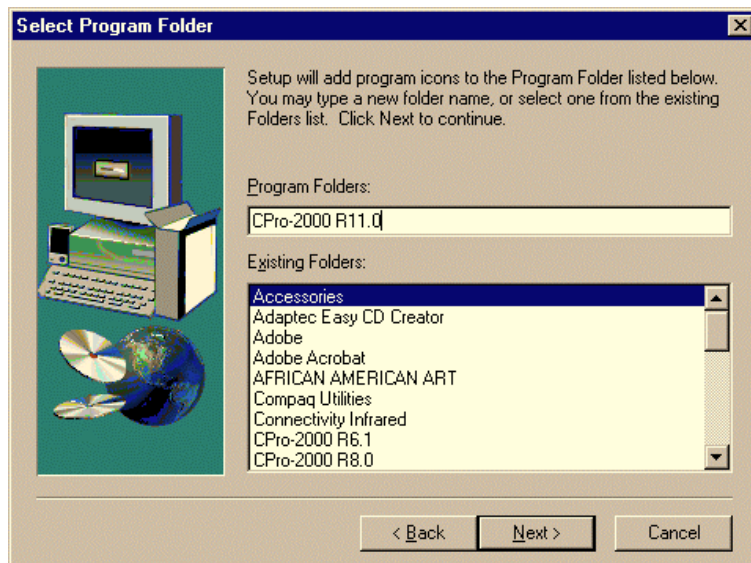 Select Program Folder
Setup will add program icons to the Program Folder listed below.
You may type a new folder name, or select one from the existing
Folders list. Click Next to continue.
Program Folders:
CPro-2000 R11.0
Existing Folders:
Accessories
Adaptec Easy CD Creator
Adobe
Adobe Acrobat
AFRICAN AMERICAN ART
Compaq Utilities
Connectivity Infrared
CPro-2000 R6.1
CPro-2000 R8.0
< Back
Next >
Cancel